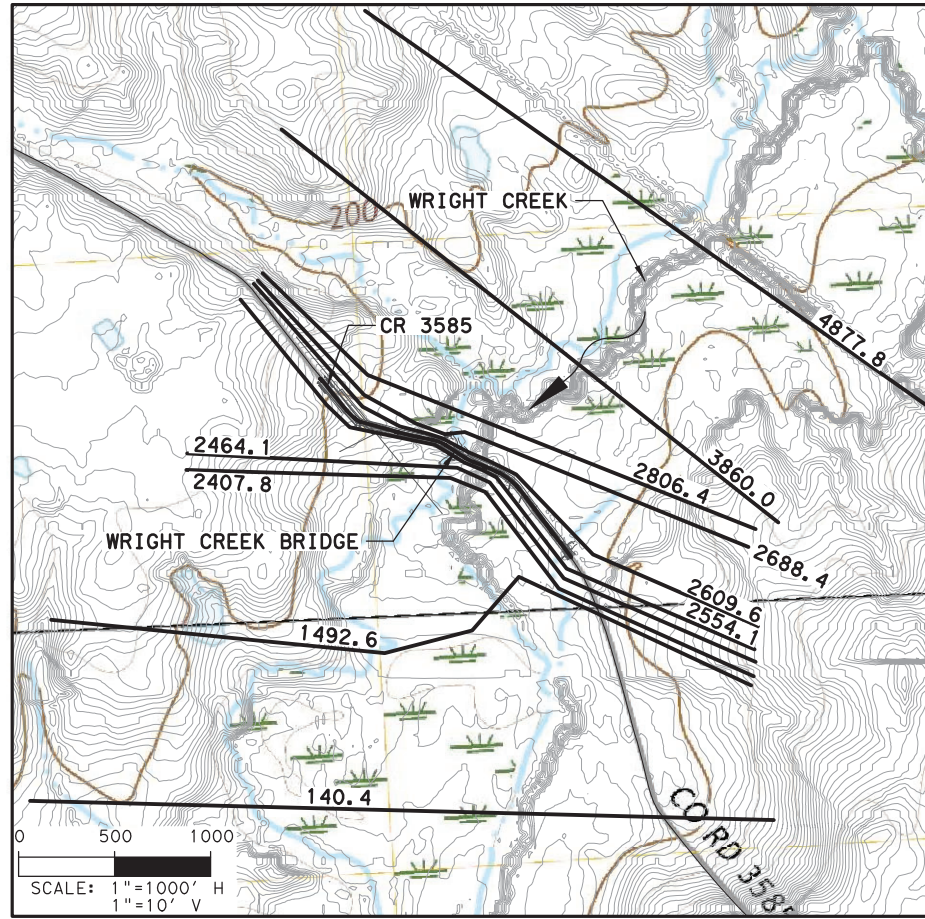 WRIGHT CREEK
200
CR 3585
4877.8
3860.0
2806.4
2688.4
2464.1
2407.8
WRIGHT CREEK BRIDGE
2609.6
2554.1
1492.6
140.4
CO RD 3585
0 500 1000
SCALE: 1"=1000' H
1"=10' V